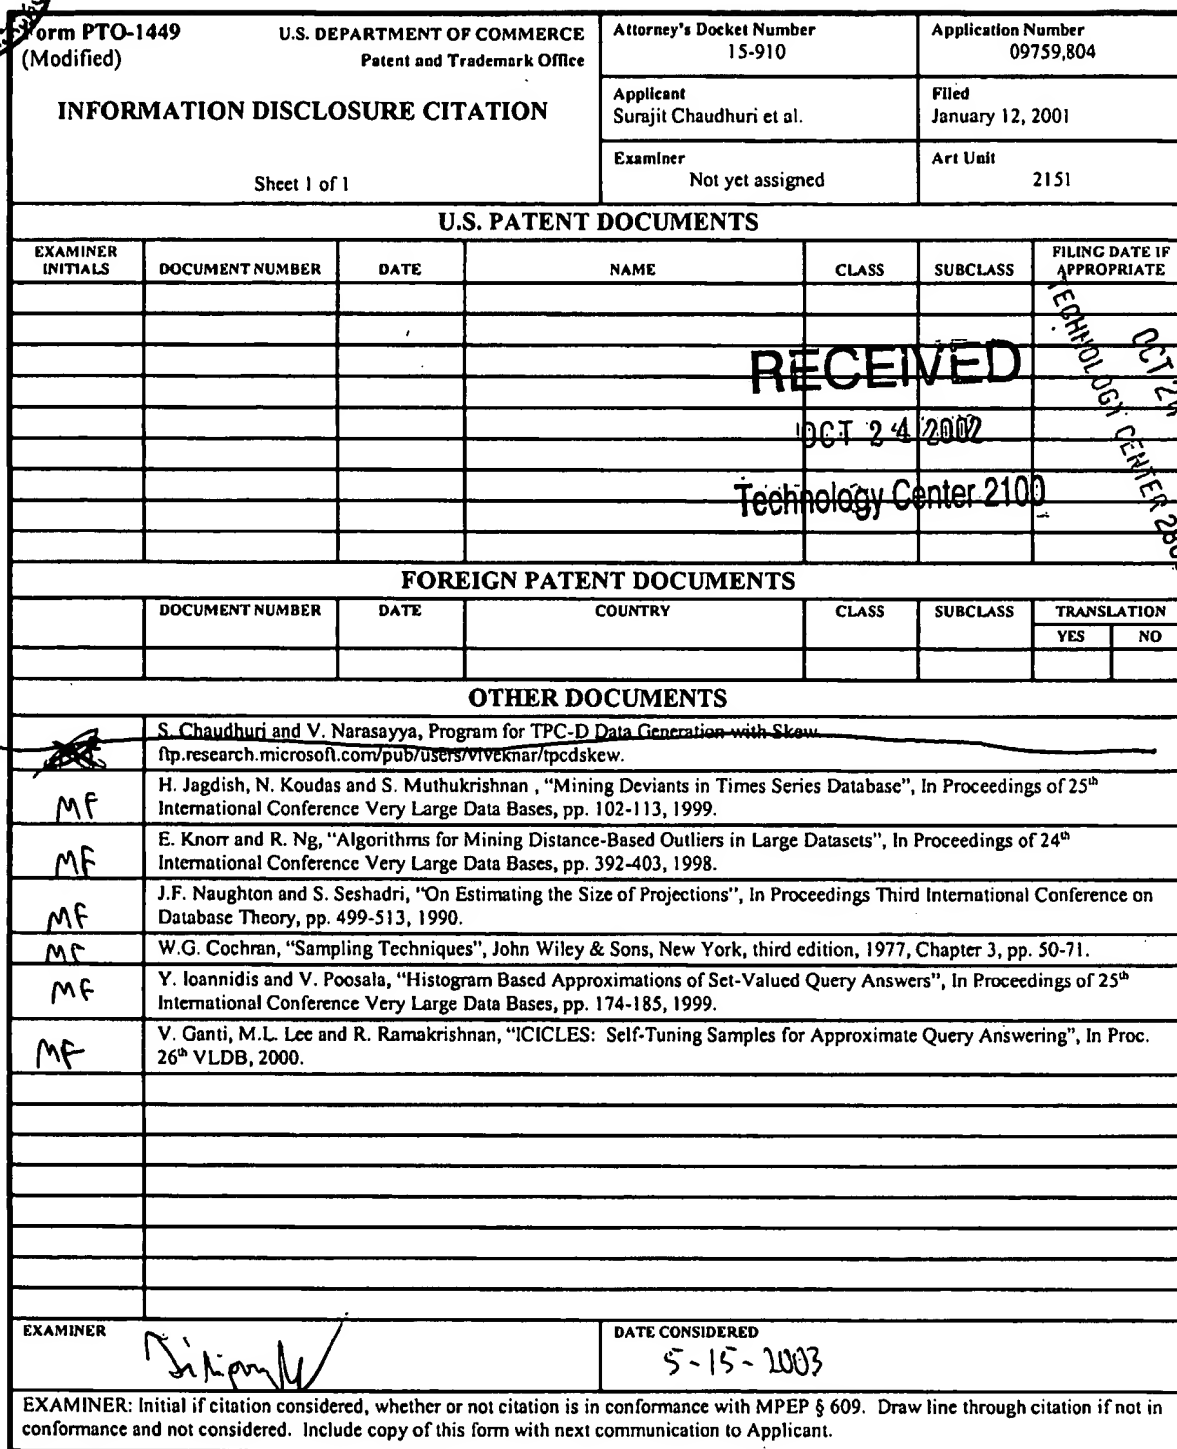 Form PTO-1449 U.S. DEPARTMENT OF COMMERCE
(Modified) Patent and Trademark Office
INFORMATION DISCLOSURE CITATION
Sheet 1 of 1
Attorney's Docket Number
15-910
Application Number
09759,804
Applicant
Surajit Chaudhuri et al.
Filed
January 12, 2001
Examiner
Not yet assigned
Art Unit
2151
U.S. PATENT DOCUMENTS
EXAMINER INITIALS DOCUMENT NUMBER DATE NAME CLASS SUBCLASS FILING DATE IF APPROPRIATE
RECEIVED
OCT 24 2002
Technology Center 2100
OCT 24
TECHNOLOGY CENTER
FOREIGN PATENT DOCUMENTS
DOCUMENT NUMBER DATE COUNTRY CLASS SUBCLASS TRANSLATION
YES NO
OTHER DOCUMENTS
S. Chaudhuri and V. Narasayya, Program for TPC-D Data Generation with Skew
ftp.research.microsoft.com/pub/users/viveknar/tpcdskew.
MF H. Jagdish, N. Koudas and S. Muthukrishnan , "Mining Deviants in Times Series Database", In Proceedings of 25th
International Conference Very Large Data Bases, pp. 102-113, 1999.
MF E. Knorr and R. Ng, "Algorithms for Mining Distance-Based Outliers in Large Datasets", In Proceedings of 24th
International Conference Very Large Data Bases, pp. 392-403, 1998.
MF J.F. Naughton and S. Seshadri, "On Estimating the Size of Projections", In Proceedings Third International Conference on
Database Theory, pp. 499-513, 1990.
MF W.G. Cochran, "Sampling Techniques", John Wiley & Sons, New York, third edition, 1977, Chapter 3, pp. 50-71.
MF Y. Ioannidis and V. Poosala, "Histogram Based Approximations of Set-Valued Query Answers", In Proceedings of 25th
International Conference Very Large Data Bases, pp. 174-185, 1999.
MF V. Ganti, M.L. Lee and R. Ramakrishnan, "ICICLES: Self-Tuning Samples for Approximate Query Answering", In Proc.
26th VLDB, 2000.
EXAMINER
DATE CONSIDERED
5-15-2003
EXAMINER: Initial if citation considered, whether or not citation is in conformance with MPEP § 609. Draw line through citation if not in
conformance and not considered. Include copy of this form with next communication to Applicant.